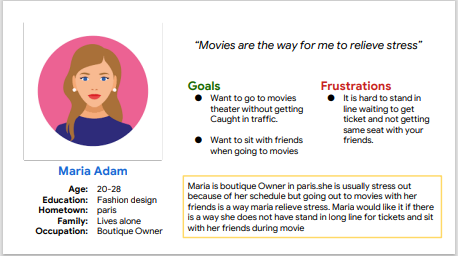 “Movies are the way for me to relieve stress”
Goals
● Want to go to movies
theater without getting
Caught in traffic.
● Want to sit with friends
when going to movies
Frustrations
● It is hard to stand in
line waiting to get
ticket and not getting
same seat with your
friends.
Maria Adam
Age: 20-28
Education: Fashion design
Hometown: paris
Family: Lives alone
Occupation: Boutique Owner
Maria is boutique Owner in paris.she is usually stress out
because of her schedule but going out to movies with her
friends is a way maria relieve stress. Maria would like it if there
is a way she does not have stand in long line for tickets and sit
with her friends during movie